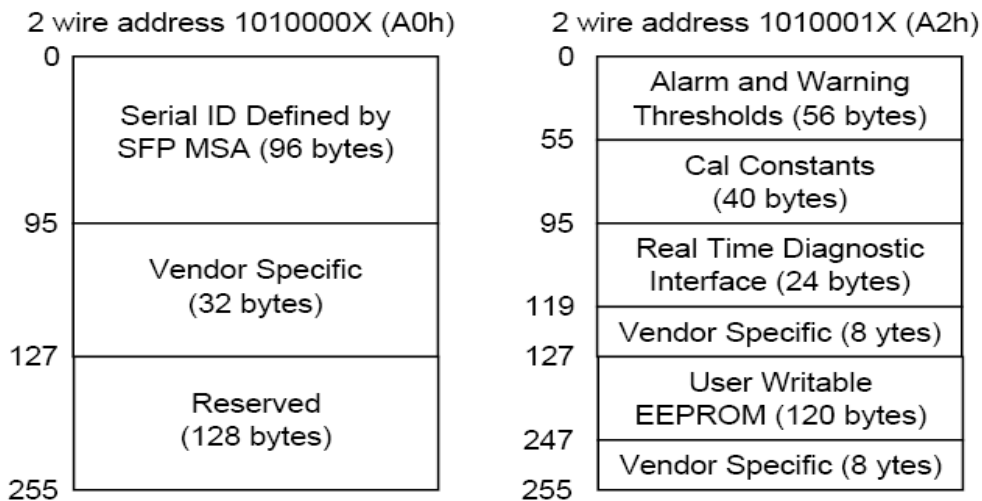 2 wire address 1010000X (A0h)
0
Serial ID Defined by
SFP MSA (96 bytes)
95
Vendor Specific
(32 bytes)
127
Reserved
(128 bytes)
255
2 wire address 1010001X (A2h)
0
Alarm and Warning
Thresholds (56 bytes)
55
Cal Constants
(40 bytes)
95
Real Time Diagnostic
Interface (24 bytes)
119
Vendor Specific (8 ytes)
127
User Writable
EEPROM (120 bytes)
247
Vendor Specific (8 ytes)
255